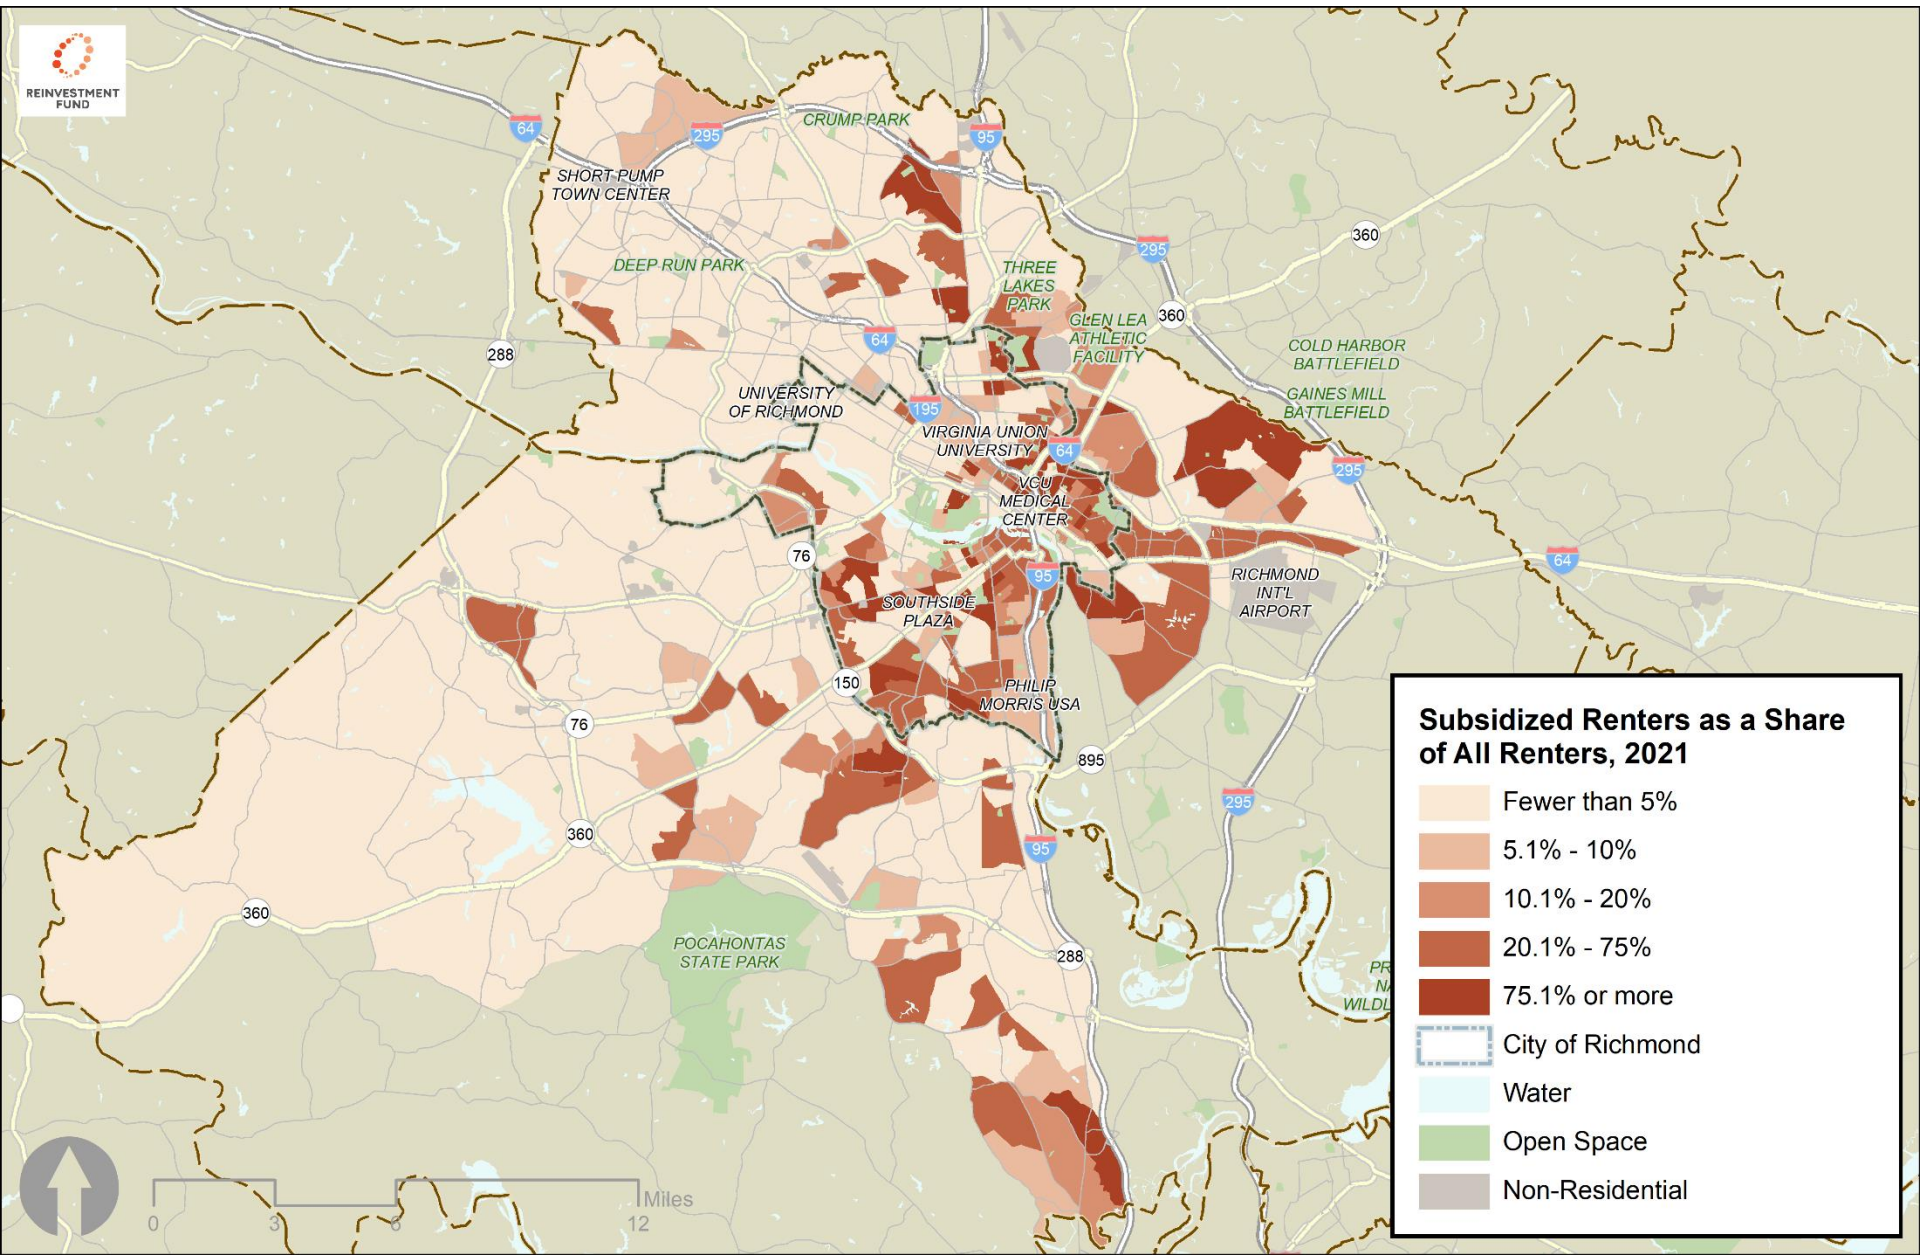 REINVESTMENT
FUND
64
295
CRUMP PARK
95
SHORT PUMP
TOWN CENTER
295
360
DEEP RUN PARK
THREE
LAKES
PARK
360
GLEN LEA
ATHLETIC
FACILITY
64
288
COLD HARBOR
BATTLEFIELD
UNIVERSITY
OF RICHMOND
195
GAINES MILL
BATTLEFIELD
VIRGINIA UNION
UNIVERSITY
64
295
VCU
MEDICAL
CENTER
76
64
95
RICHMOND
INT'L
AIRPORT
SOUTHSIDE
PLAZA
150
PHILIP
MORRIS USA
76
895
295
360
95
360
288
POCAHONTAS
STATE PARK
PR
NA
WILDL
Subsidized Renters as a Share
of All Renters, 2021
Fewer than 5%
5.1% - 10%
10.1% - 20%
20.1% - 75%
75.1% or more
City of Richmond
Water
Open Space
Non-Residential
Miles
0 3 6 12